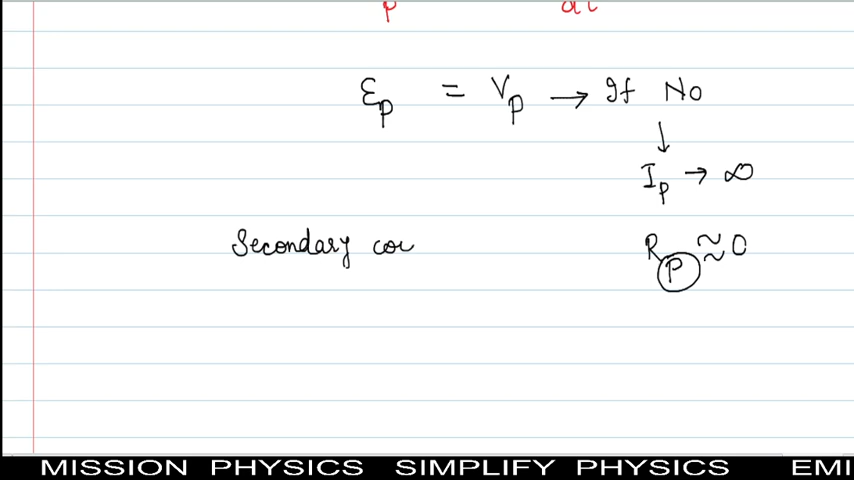 εp = Vp → If No
↓
Ip → ∞
Secondary coi
Rp ≈ 0
MISSION PHYSICS SIMPLIFY PHYSICS EMI